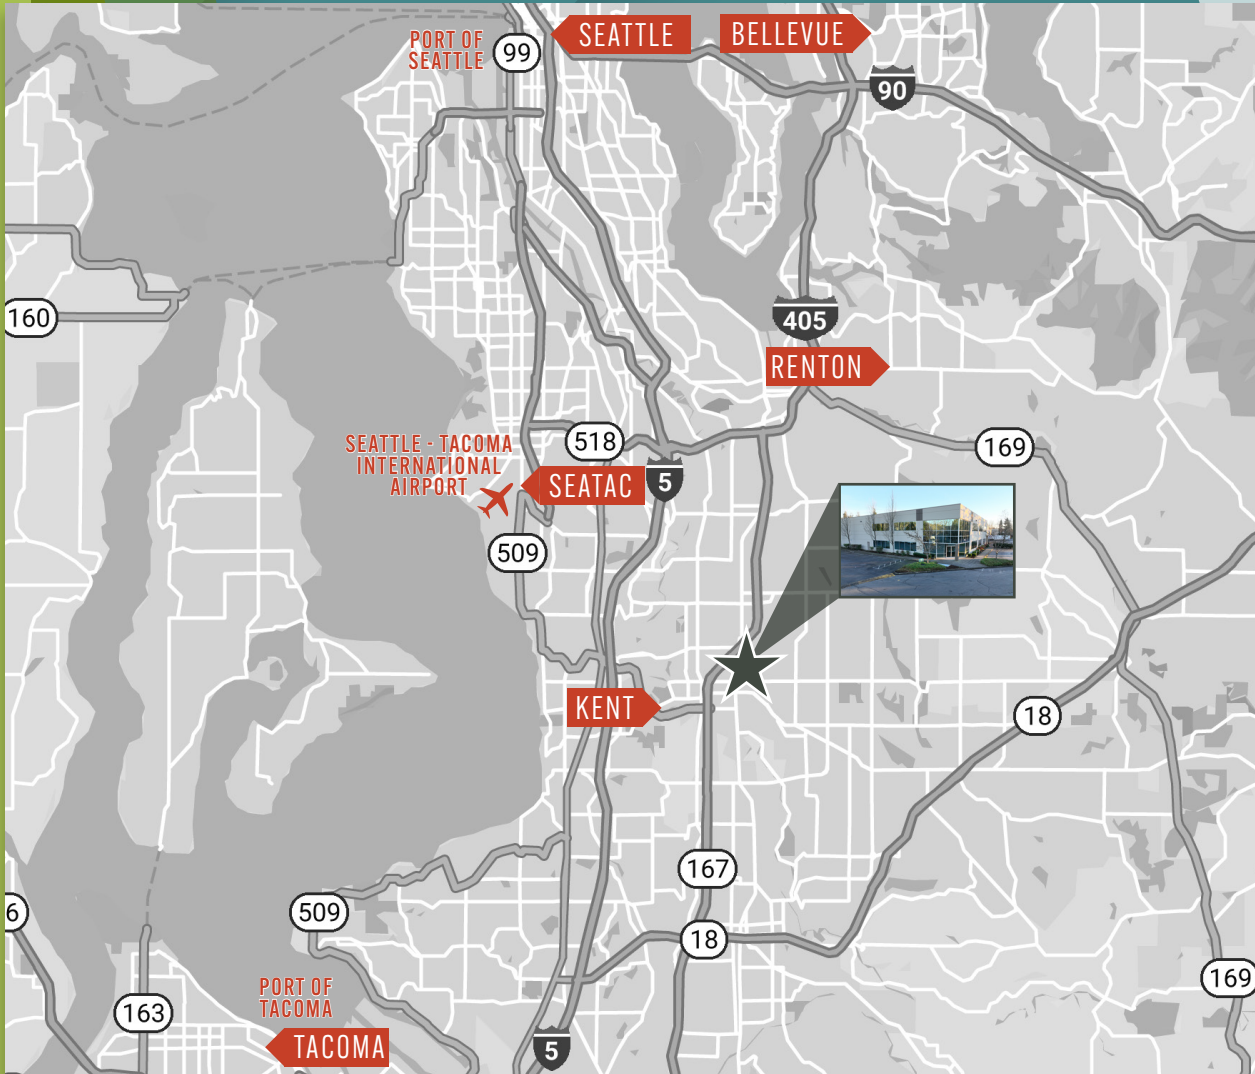 SEATTLE
BELLEVUE
PORT OF
SEATTLE
99
90
160
405
RENTON
SEATTLE - TACOMA
INTERNATIONAL
AIRPORT
518
169
SEATAC
5
509
KENT
18
167
6
509
18
169
PORT OF
TACOMA
163
TACOMA
5